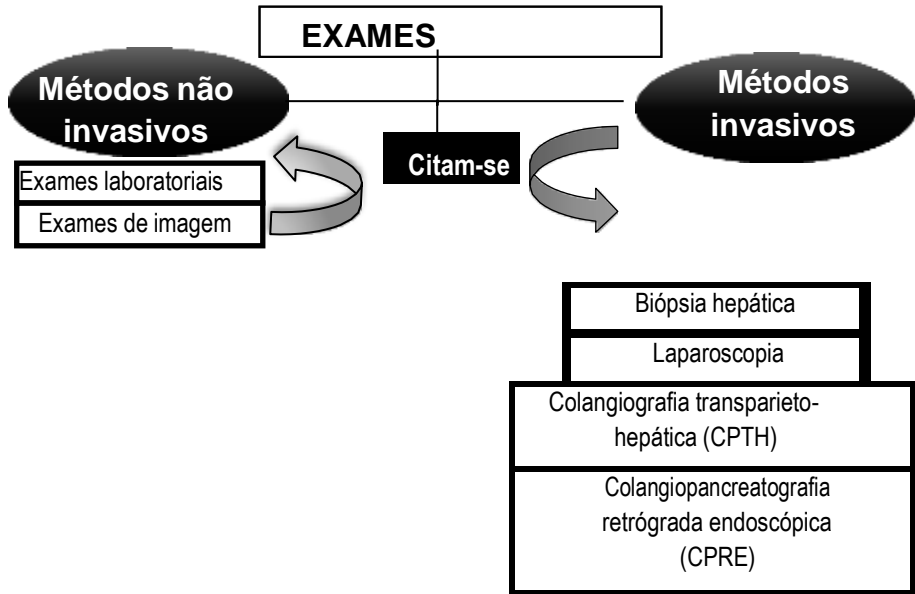 EXAMES
Métodos não
invasivos
Métodos
invasivos
Citam-se
Exames laboratoriais
Exames de imagem
Biópsia hepática
Laparoscopia
Colangiografia transparieto-
hepática (CPTH)
Colangiopancreatografia
retrógrada endoscópica
(CPRE)